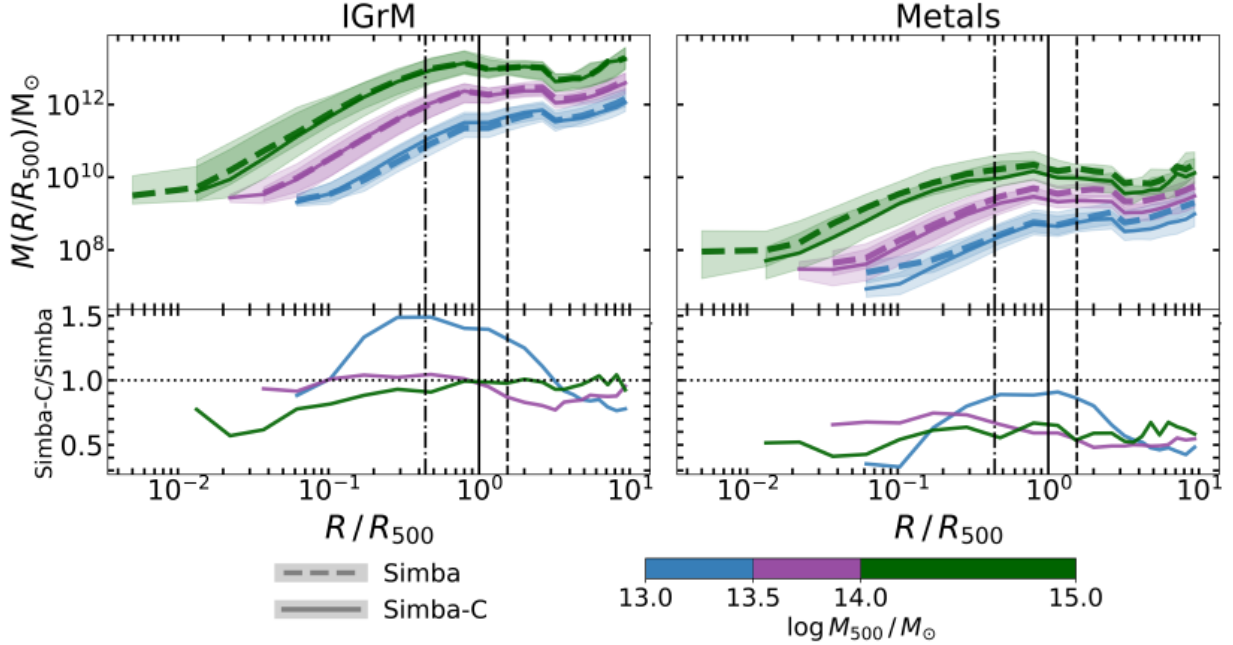 IGrM
Metals
M(R/R₅₀₀)/M☉
10¹²
10¹⁰
10⁸
Simba-C/Simba
1.5
1.0
0.5
10⁻² 10⁻¹ 10⁰ 10¹
10⁻² 10⁻¹ 10⁰ 10¹
R / R₅₀₀
R / R₅₀₀
Simba
Simba-C
13.0 13.5 14.0 15.0
log M₅₀₀ / M☉